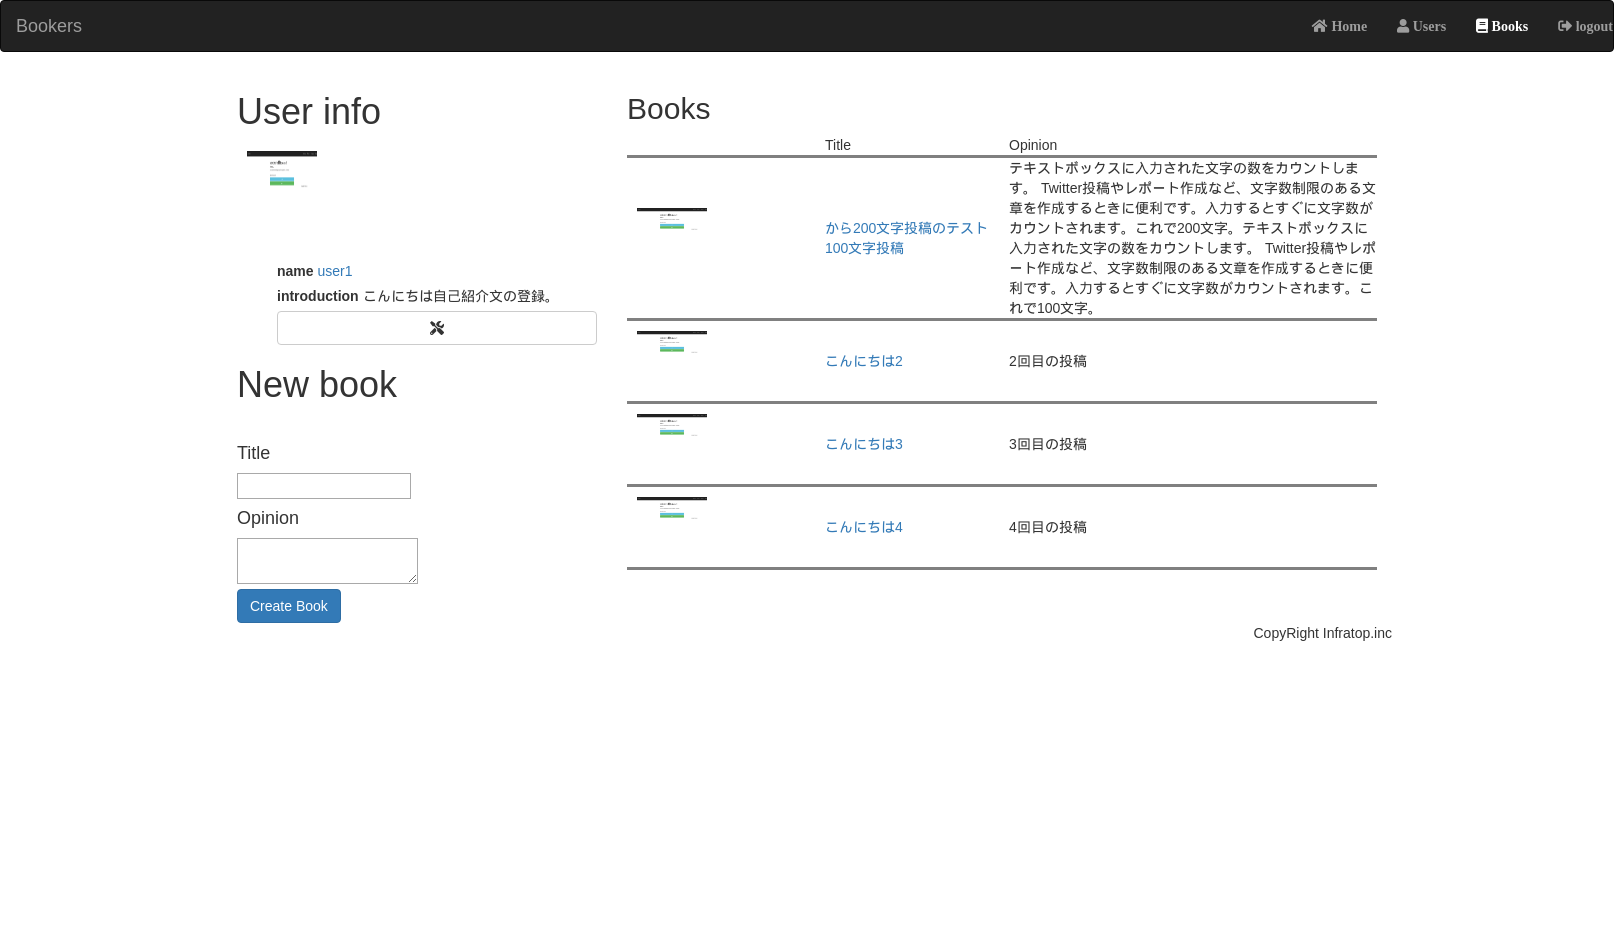 Bookers
Home
Users
Books
logout
User info
name user1
introduction こんにちは自己紹介文の登録。
New book
Title
Opinion
Create Book
Books
Title
Opinion
から200文字投稿のテスト
100文字投稿
テキストボックスに入力された文字の数をカウントしま
す。 Twitter投稿やレポート作成など、文字数制限のある文
章を作成するときに便利です。入力するとすぐに文字数が
カウントされます。これで200文字。テキストボックスに
入力された文字の数をカウントします。 Twitter投稿やレポ
ート作成など、文字数制限のある文章を作成するときに便
利です。入力するとすぐに文字数がカウントされます。こ
れで100文字。
こんにちは2
2回目の投稿
こんにちは3
3回目の投稿
こんにちは4
4回目の投稿
CopyRight Infratop.inc